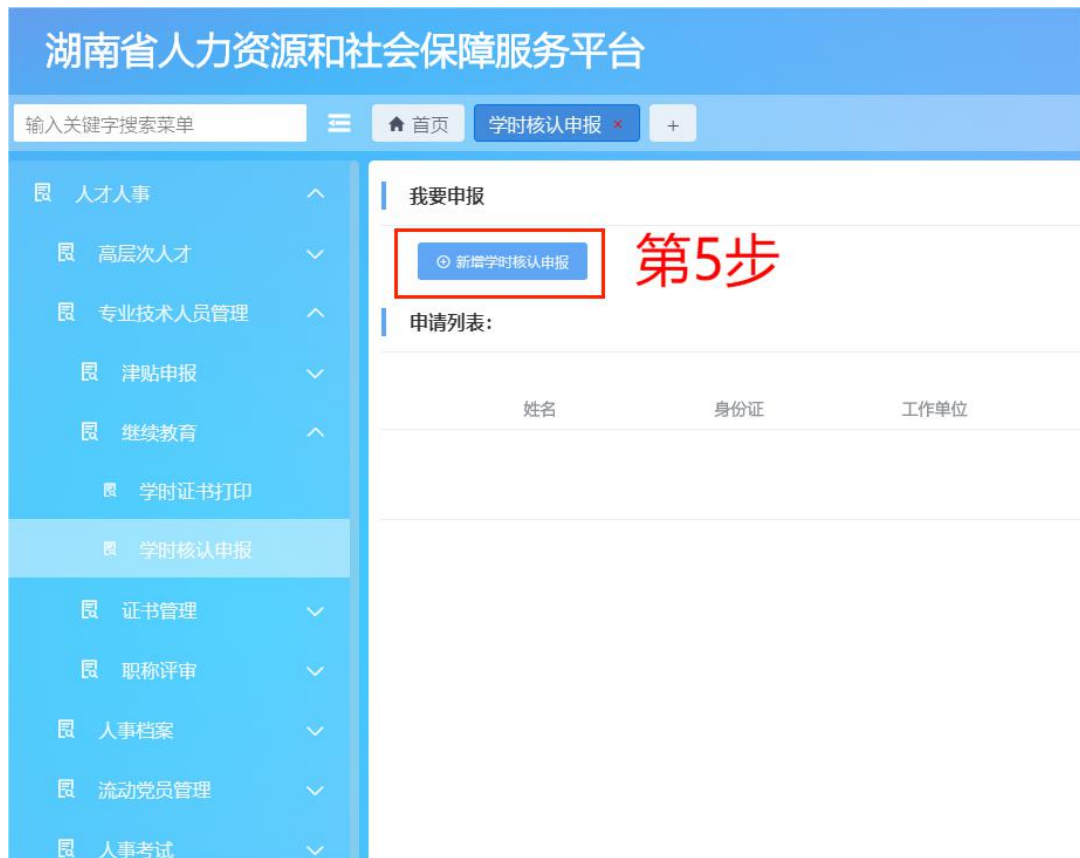 湖南省人力资源和社会保障服务平台
输入关键字搜索菜单
首页
学时核认申报 ×
+
人才人事
高层次人才
专业技术人员管理
津贴申报
继续教育
学时证书打印
学时核认申报
证书管理
职称评审
人事档案
流动党员管理
人事考试
我要申报
新增学时核认申报
第5步
申请列表：
姓名 身份证 工作单位